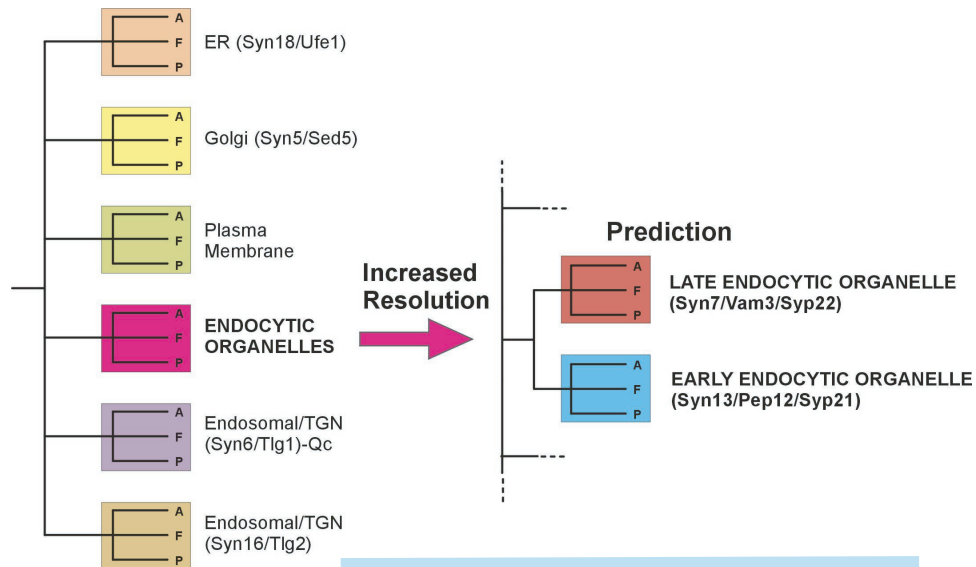 A
F
P
ER (Syn18/Ufe1)
A
F
P
Golgi (Syn5/Sed5)
A
F
P
Plasma
Membrane
A
F
P
ENDOCYTIC
ORGANELLES
A
F
P
Endosomal/TGN
(Syn6/Tlg1)-Qc
A
F
P
Endosomal/TGN
(Syn16/Tlg2)
Increased
Resolution
Prediction
A
F
P
LATE ENDOCYTIC ORGANELLE
(Syn7/Vam3/Syp22)
A
F
P
EARLY ENDOCYTIC ORGANELLE
(Syn13/Pep12/Syp21)